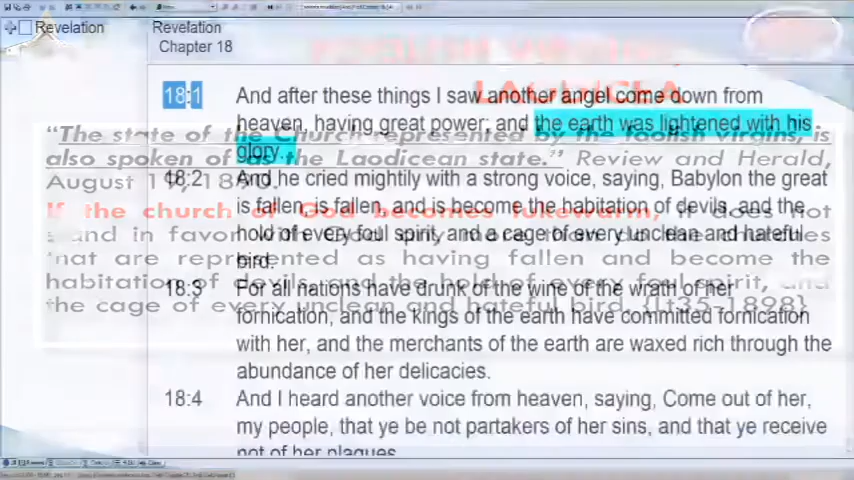 Revelation
Revelation
Chapter 18
FOOLISH VIRGINS
LAODICEA
18:1 And after these things I saw another angel come down from
heaven, having great power; and the earth was lightened with his
glory.
18:2 And he cried mightily with a strong voice, saying, Babylon the great
is fallen, is fallen, and is become the habitation of devils, and the
hold of every foul spirit, and a cage of every unclean and hateful
bird.
18:3 For all nations have drunk of the wine of the wrath of her
fornication, and the kings of the earth have committed fornication
with her, and the merchants of the earth are waxed rich through the
abundance of her delicacies.
18:4 And I heard another voice from heaven, saying, Come out of her,
my people, that ye be not partakers of her sins, and that ye receive
not of her plagues.
"The state of the Church represented by the foolish virgins, is
also spoken of as the Laodicean state." Review and Herald,
August 1890.
If the church of God becomes lukewarm, it does not
stand in favor with God any more than do the churches
that are represented as having fallen and become the
habitation of devils, and the hold of every foul spirit, and
the cage of every unclean and hateful bird. {Lt35-1898}